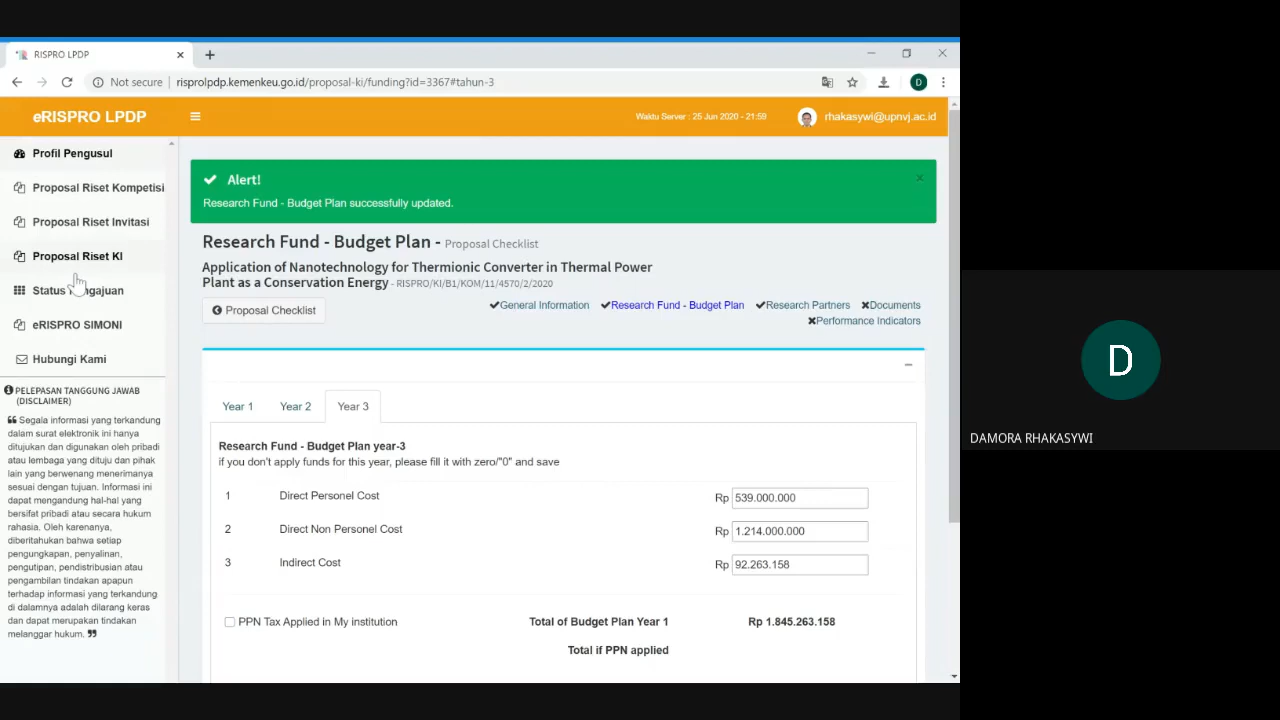 RISPRO LPDP
Not secure | risprolpdp.kemenkeu.go.id/proposal-ki/funding?id=3367#tahun-3
D
eRISPRO LPDP
Waktu Server : 25 Jun 2020 - 21:59
rhakasywi@upnvj.ac.id
Profil Pengusul
Proposal Riset Kompetisi
Proposal Riset Invitasi
Proposal Riset KI
Status Pengajuan
eRISPRO SIMONI
Hubungi Kami
PELEPASAN TANGGUNG JAWAB
(DISCLAIMER)
❝ Segala informasi yang terkandung
dalam surat elektronik ini hanya
ditujukan dan digunakan oleh pribadi
atau lembaga yang dituju dan pihak
lain yang berwenang menerimanya
sesuai dengan tujuan. Informasi ini
dapat mengandung hal-hal yang
bersifat pribadi atau secara hukum
rahasia. Oleh karenanya,
diberitahukan bahwa setiap
pengungkapan, penyalinan,
pengutipan, pendistribusian atau
pengambilan tindakan apapun
terhadap informasi yang terkandung
di dalamnya adalah dilarang keras
dan dapat merupakan tindakan
melanggar hukum. ❞
Alert!
Research Fund - Budget Plan successfully updated.
Research Fund - Budget Plan - Proposal Checklist
Application of Nanotechnology for Thermionic Converter in Thermal Power
Plant as a Conservation Energy - RISPRO/KI/B1/KOM/11/4570/2/2020
Proposal Checklist
✔General Information ✔Research Fund - Budget Plan ✔Research Partners ✖Documents
✖Performance Indicators
Year 1 Year 2 Year 3
Research Fund - Budget Plan year-3
if you don't apply funds for this year, please fill it with zero/"0" and save
1 Direct Personel Cost Rp 539.000.000
2 Direct Non Personel Cost Rp 1.214.000.000
3 Indirect Cost Rp 92.263.158
PPN Tax Applied in My institution Total of Budget Plan Year 1 Rp 1.845.263.158
Total if PPN applied
D
DAMORA RHAKASYWI